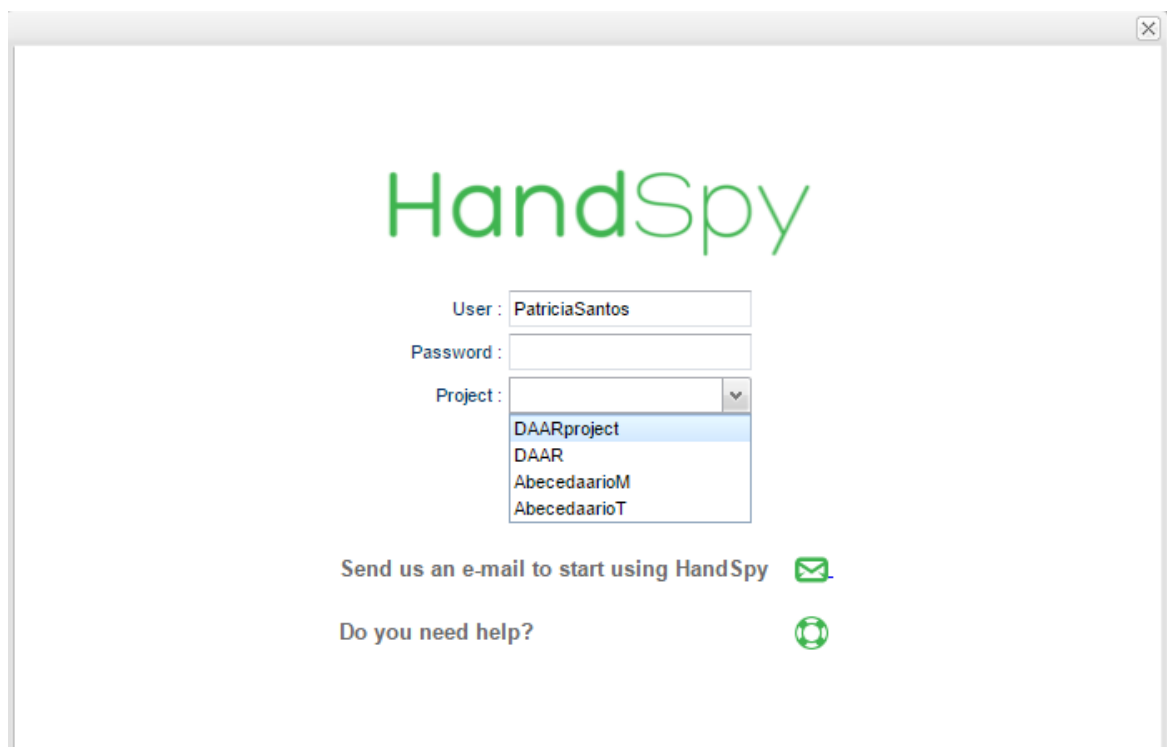 HandSpy
User : PatriciaSantos
Password :
Project :
DAARproject
DAAR
AbecedaarioM
AbecedaarioT
Send us an e-mail to start using HandSpy
Do you need help?